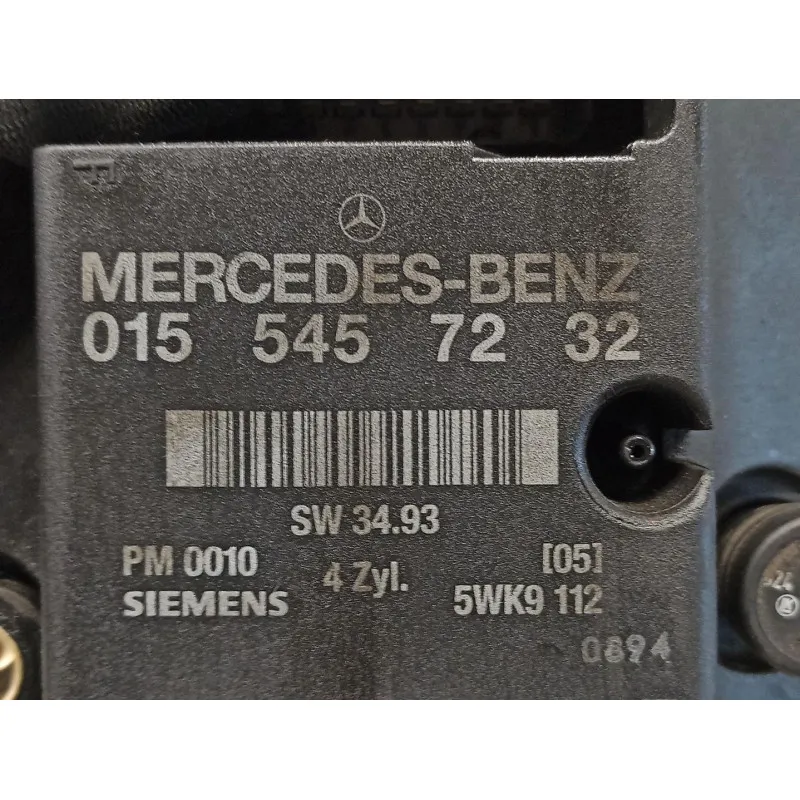 MERCEDES-BENZ
015 545 72 32
SW 34.93
PM 0010 4 Zyl. [05]
SIEMENS 5WK9 112
0894